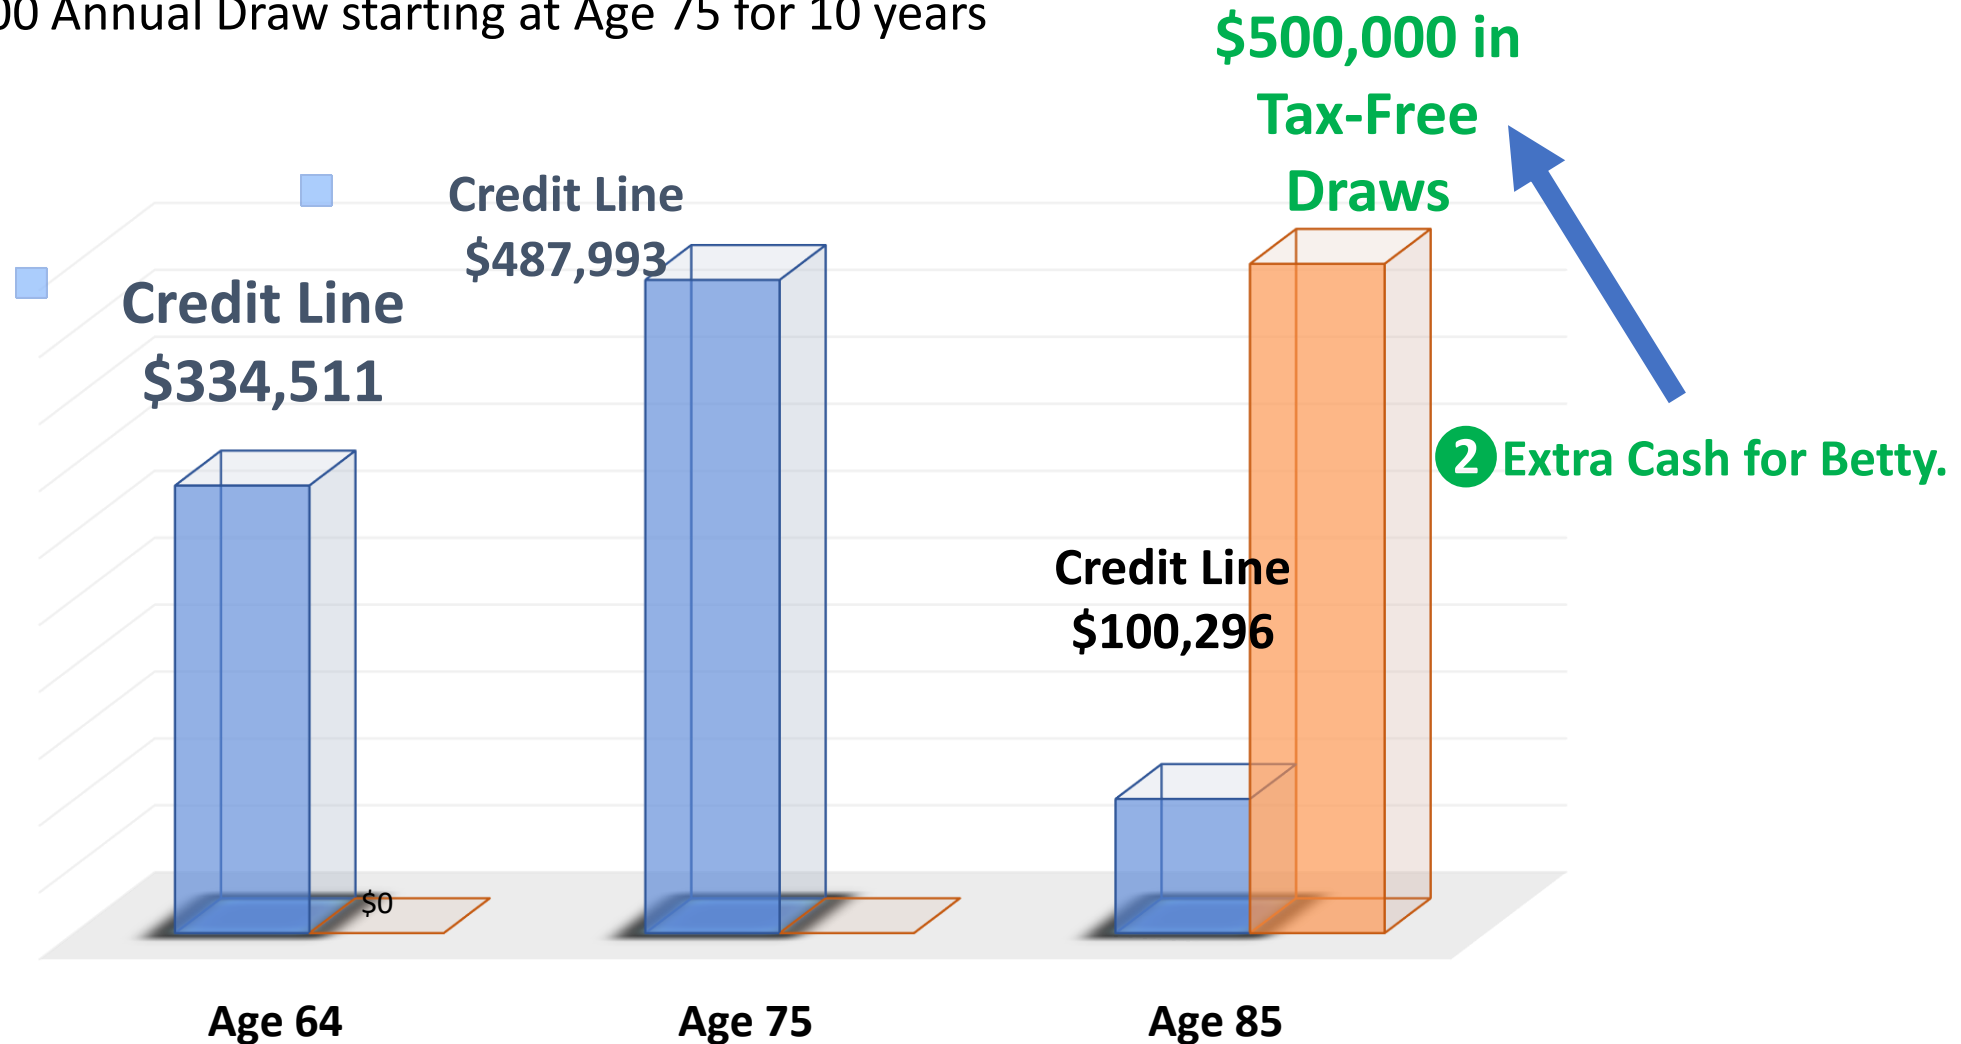 00 Annual Draw starting at Age 75 for 10 years
$500,000 in
Tax-Free
Draws
Credit Line
$487,993
Credit Line
$334,511
2 Extra Cash for Betty.
Credit Line
$100,296
$0
Age 64
Age 75
Age 85